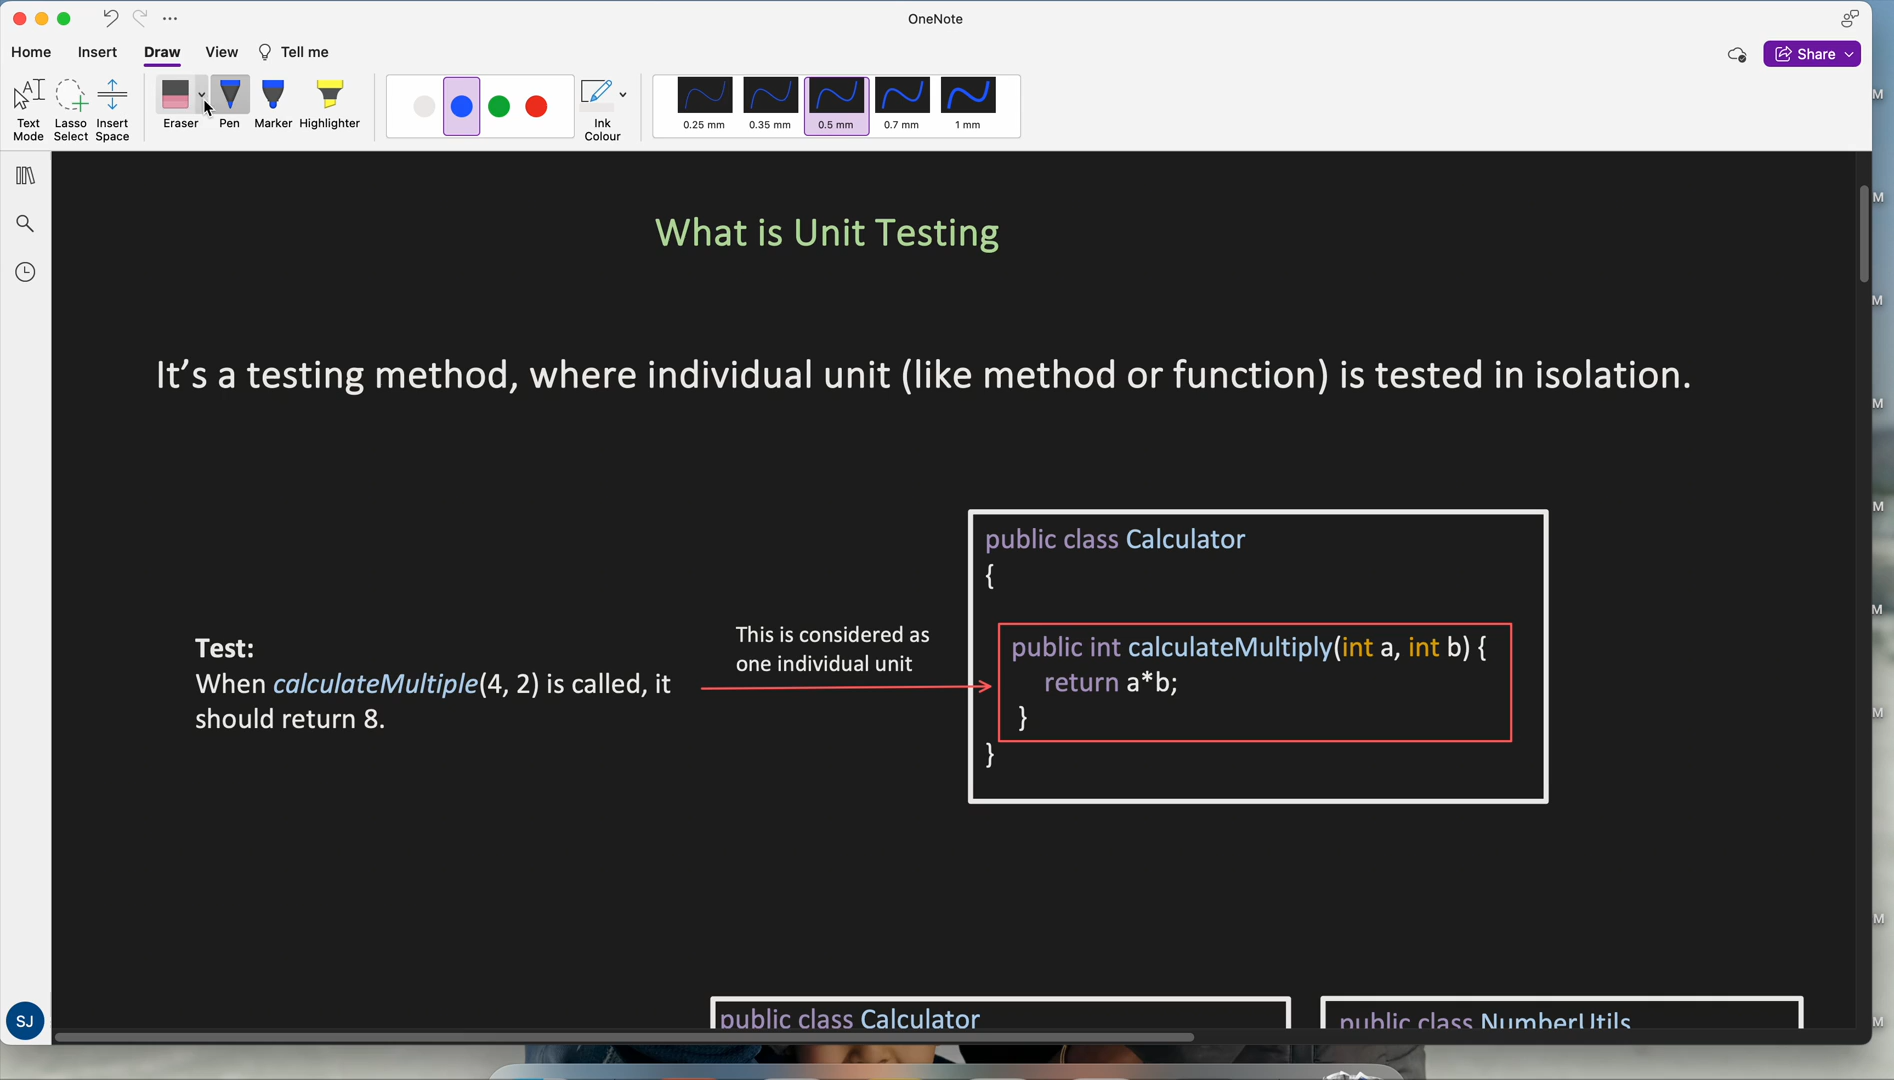 OneNote
Home Insert Draw View Tell me
Share
Text Mode
Lasso Select
Insert Space
Eraser
Pen
Marker
Highlighter
Ink Colour
0.25 mm
0.35 mm
0.5 mm
0.7 mm
1 mm
What is Unit Testing
It’s a testing method, where individual unit (like method or function) is tested in isolation.
Test:
When calculateMultiple(4, 2) is called, it
should return 8.
This is considered as
one individual unit
public class Calculator
{
public int calculateMultiply(int a, int b) {
return a*b;
}
}
public class Calculator
public class NumberUtils
SJ
M
M
M
M
M
M
M
M
M